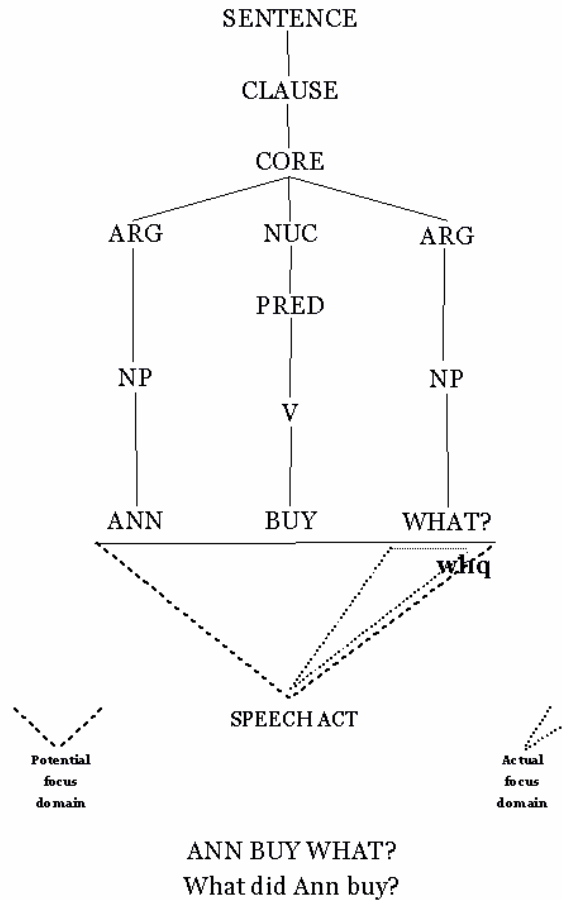 SENTENCE
CLAUSE
CORE
ARG NUC ARG
PRED
NP NP
V
ANN BUY WHAT?
whq
SPEECH ACT
Potential
focus
domain
Actual
focus
domain
ANN BUY WHAT?
What did Ann buy?